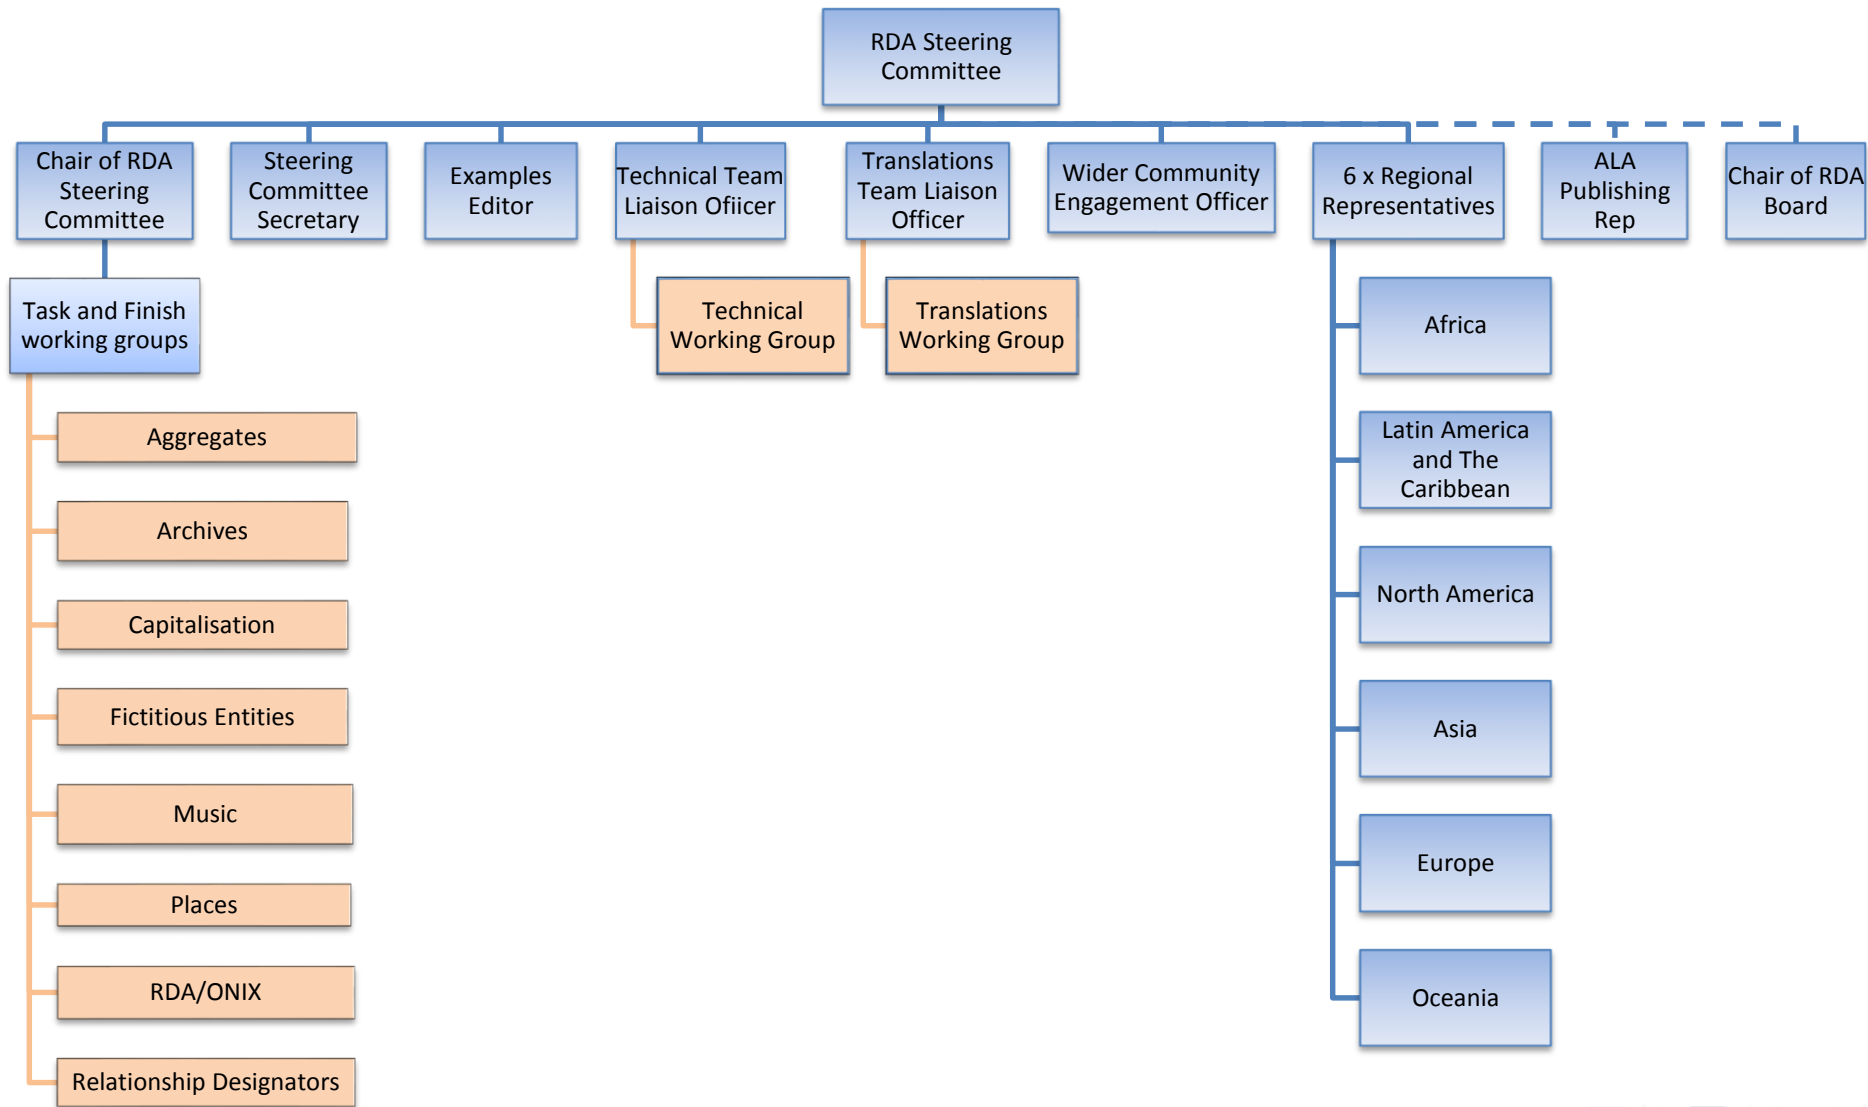 RDA Steering
Committee
Chair of RDA
Steering
Committee
Steering
Committee
Secretary
Examples
Editor
Technical Team
Liaison Ofiicer
Translations
Team Liaison
Officer
Wider Community
Engagement Officer
6 x Regional
Representatives
ALA
Publishing
Rep
Chair of RDA
Board
Task and Finish
working groups
Technical
Working Group
Translations
Working Group
Africa
Aggregates
Latin America
and The
Caribbean
Archives
North America
Capitalisation
Fictitious Entities
Asia
Music
Europe
Places
RDA/ONIX
Oceania
Relationship Designators